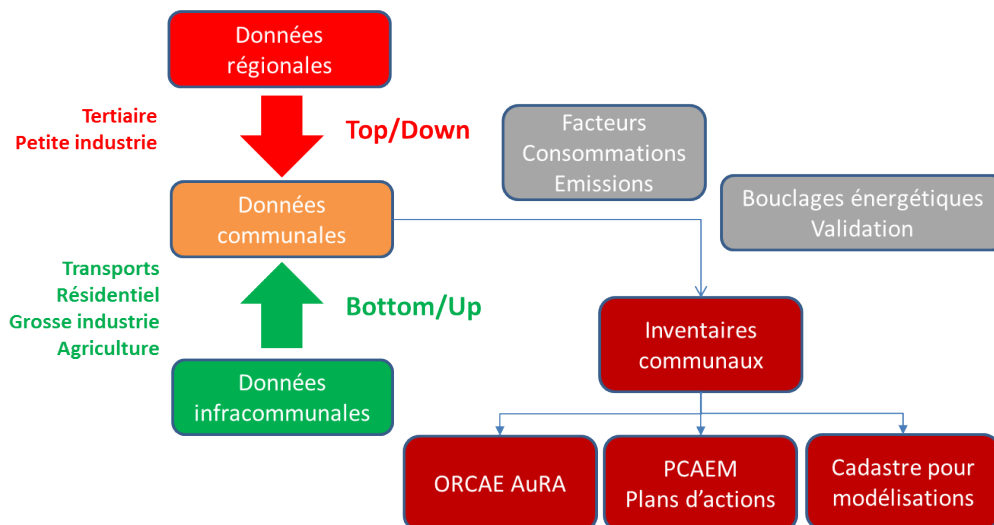 Données
régionales
Tertiaire
Petite industrie
Top/Down
Facteurs
Consommations
Emissions
Bouclages énergétiques
Validation
Données
communales
Transports
Résidentiel
Grosse industrie
Agriculture
Bottom/Up
Inventaires
communaux
Données
infracommunales
ORCAE AuRA
PCAEM
Plans d'actions
Cadastre pour
modélisations